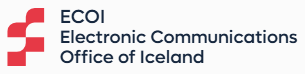 ECOI
Electronic Communications
Office of Iceland